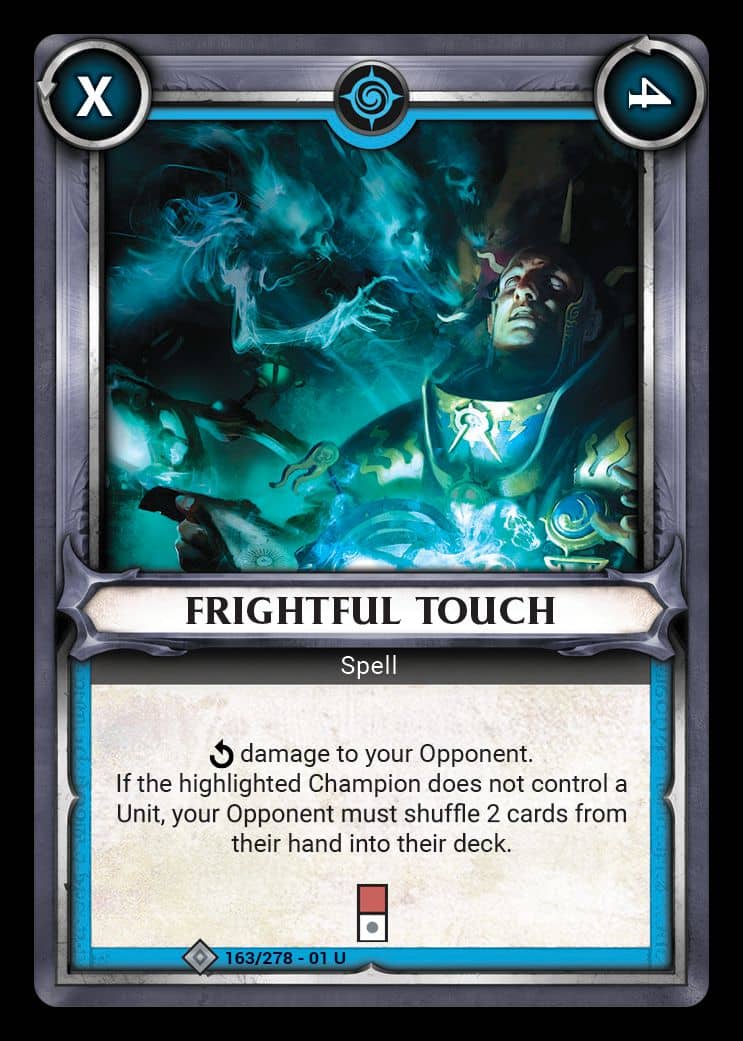 X
4
FRIGHTFUL TOUCH
Spell
damage to your Opponent.
If the highlighted Champion does not control a
Unit, your Opponent must shuffle 2 cards from
their hand into their deck.
163/278 - 01 U